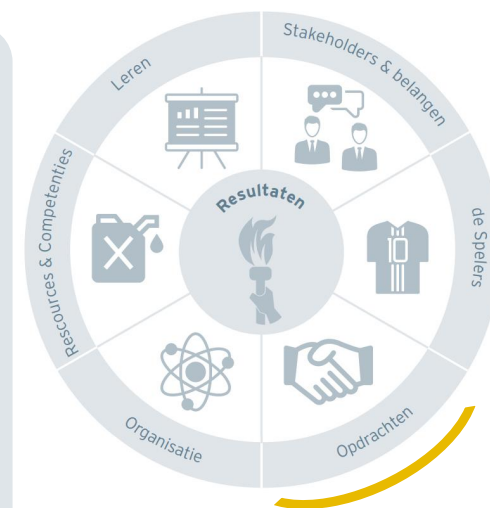 Leren
Stakeholders & belangen
de Spelers
Opdrachten
Organisatie
Rescources & Competenties
Resultaten